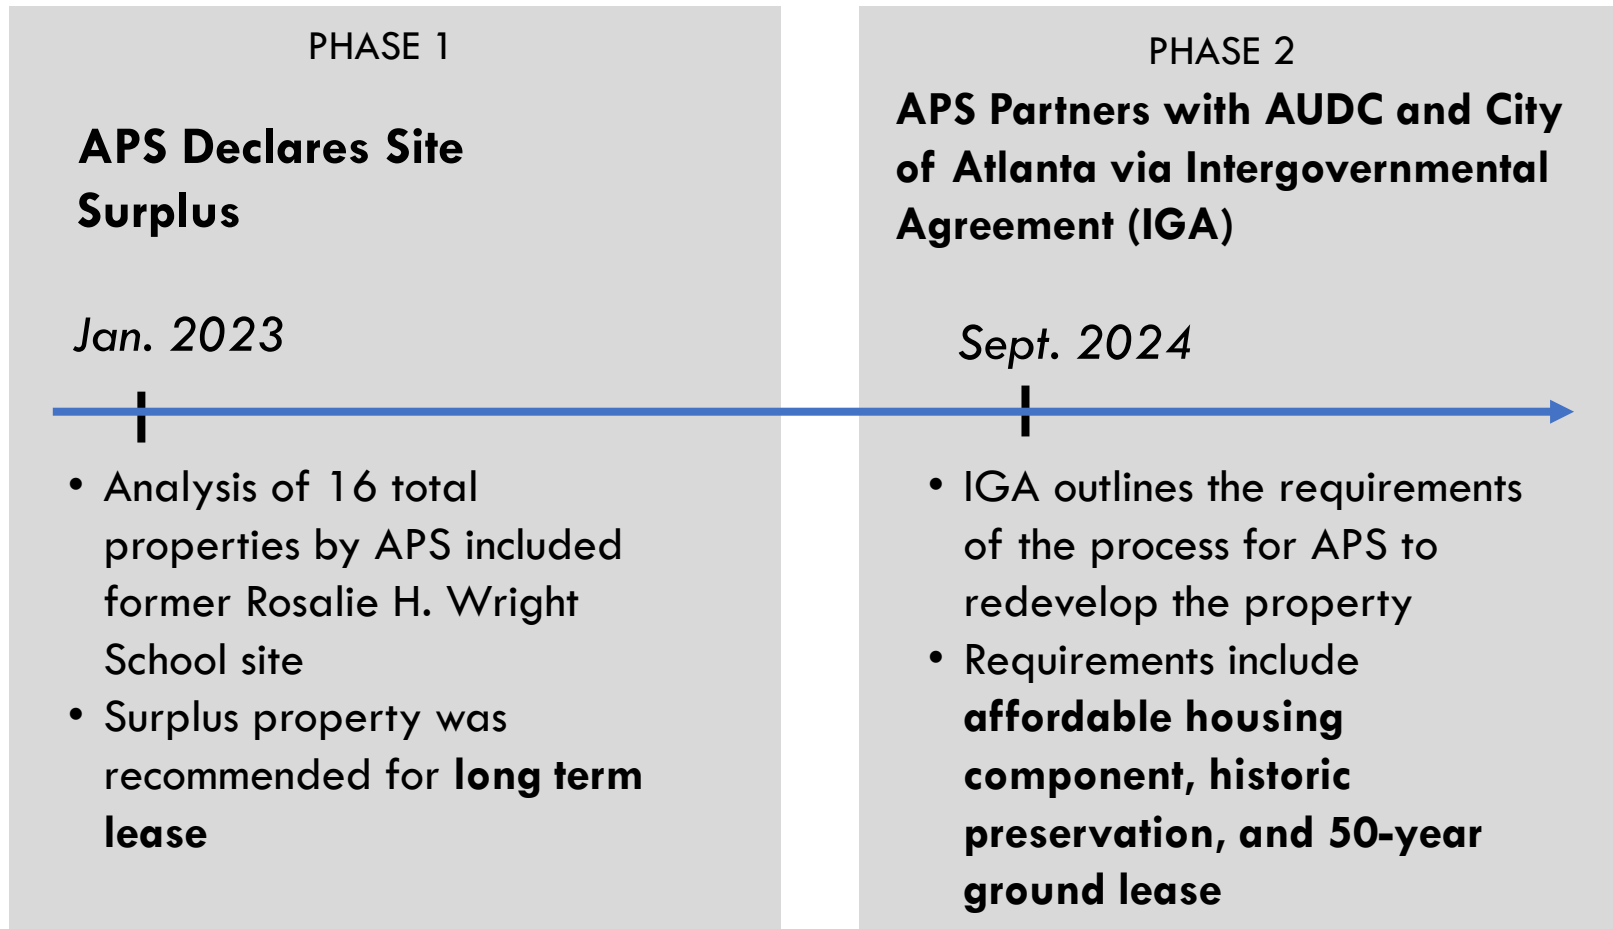 PHASE 1
APS Declares Site
Surplus
Jan. 2023
• Analysis of 16 total
properties by APS included
former Rosalie H. Wright
School site
• Surplus property was
recommended for long term
lease
PHASE 2
APS Partners with AUDC and City
of Atlanta via Intergovernmental
Agreement (IGA)
Sept. 2024
• IGA outlines the requirements
of the process for APS to
redevelop the property
• Requirements include
affordable housing
component, historic
preservation, and 50-year
ground lease